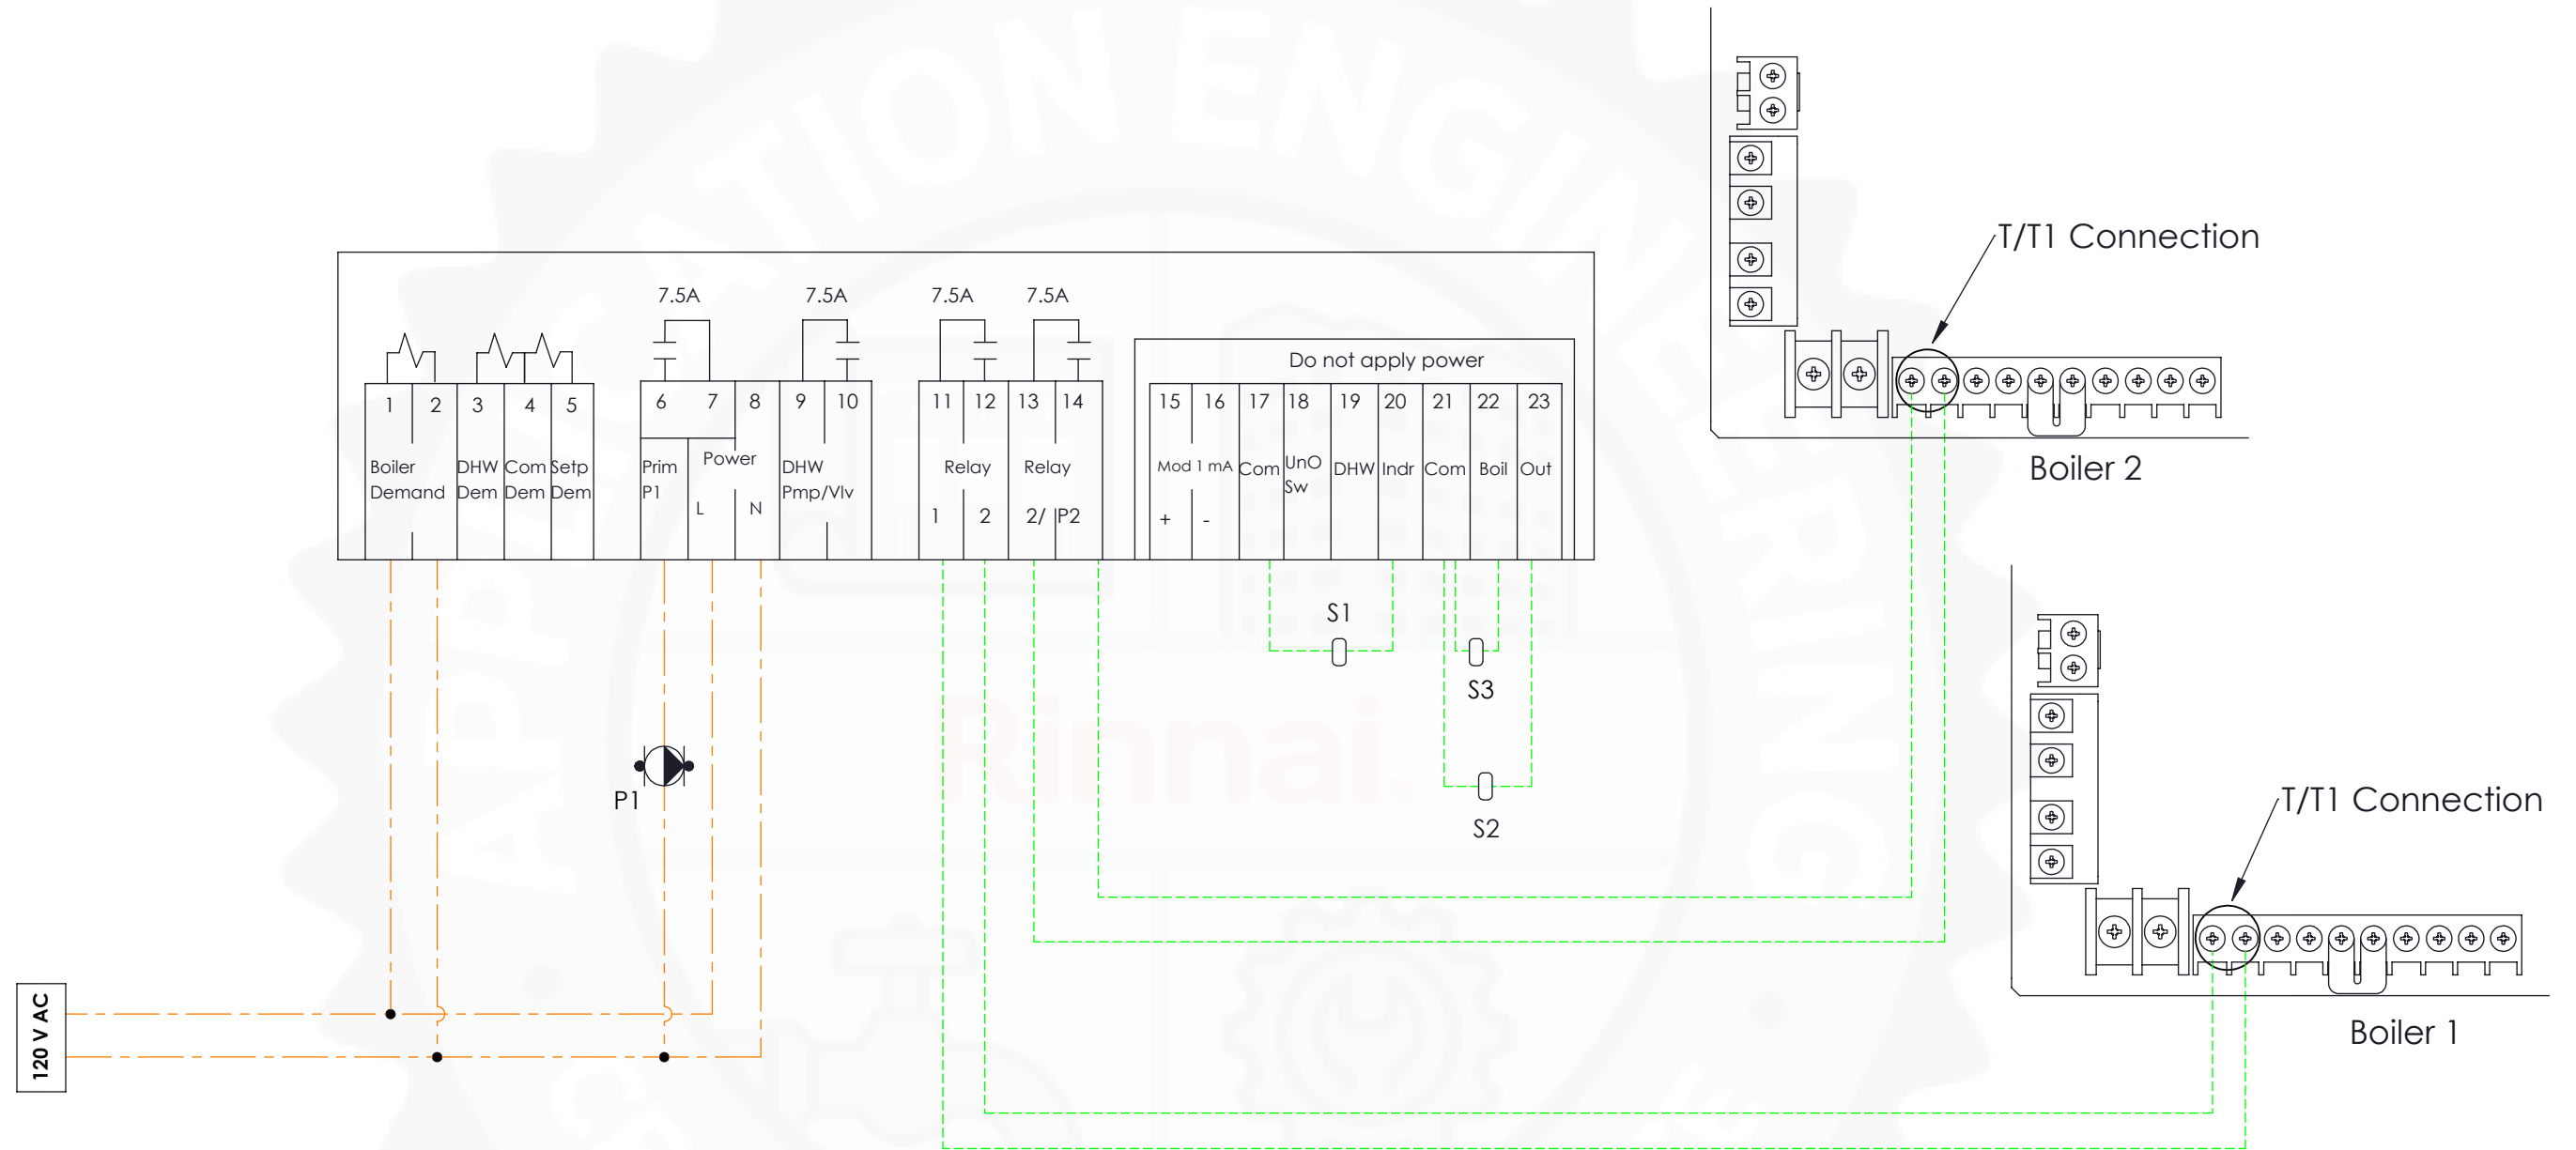 T/T1 Connection
7.5A 7.5A 7.5A 7.5A
Do not apply power
1 2 3 4 5 6 7 8 9 10 11 12 13 14 15 16 17 18 19 20 21 22 23
Boiler Demand
DHW Dem
Com Dem
Setp Dem
Prim P1
Power
L N
DHW Pmp/Vlv
Relay
1 2
Relay
2/ P2
Mod 1 mA
+ -
Com
UnO Sw
DHW
Indr
Com
Boil
Out
Boiler 2
S1
S3
S2
P1
T/T1 Connection
Boiler 1
120 V AC
APPLICATION ENGINEERING
Rinnai